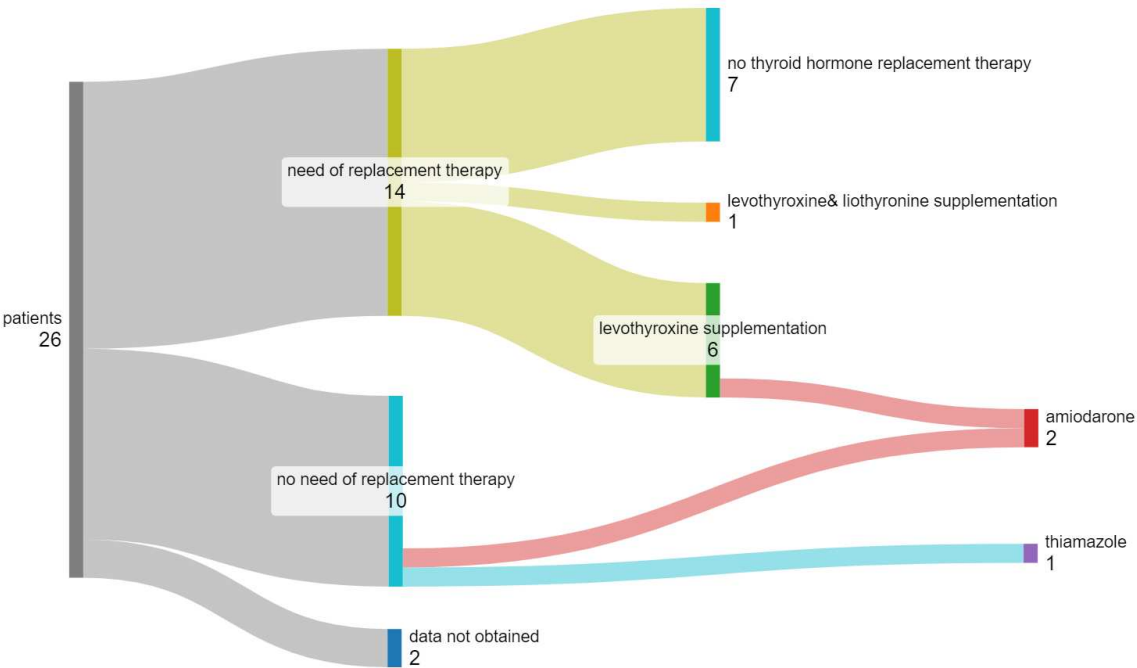 no thyroid hormone replacement therapy
7
need of replacement therapy
14
levothyroxine& liothyronine supplementation
1
patients
26
levothyroxine supplementation
6
amiodarone
2
no need of replacement therapy
10
thiamazole
1
data not obtained
2